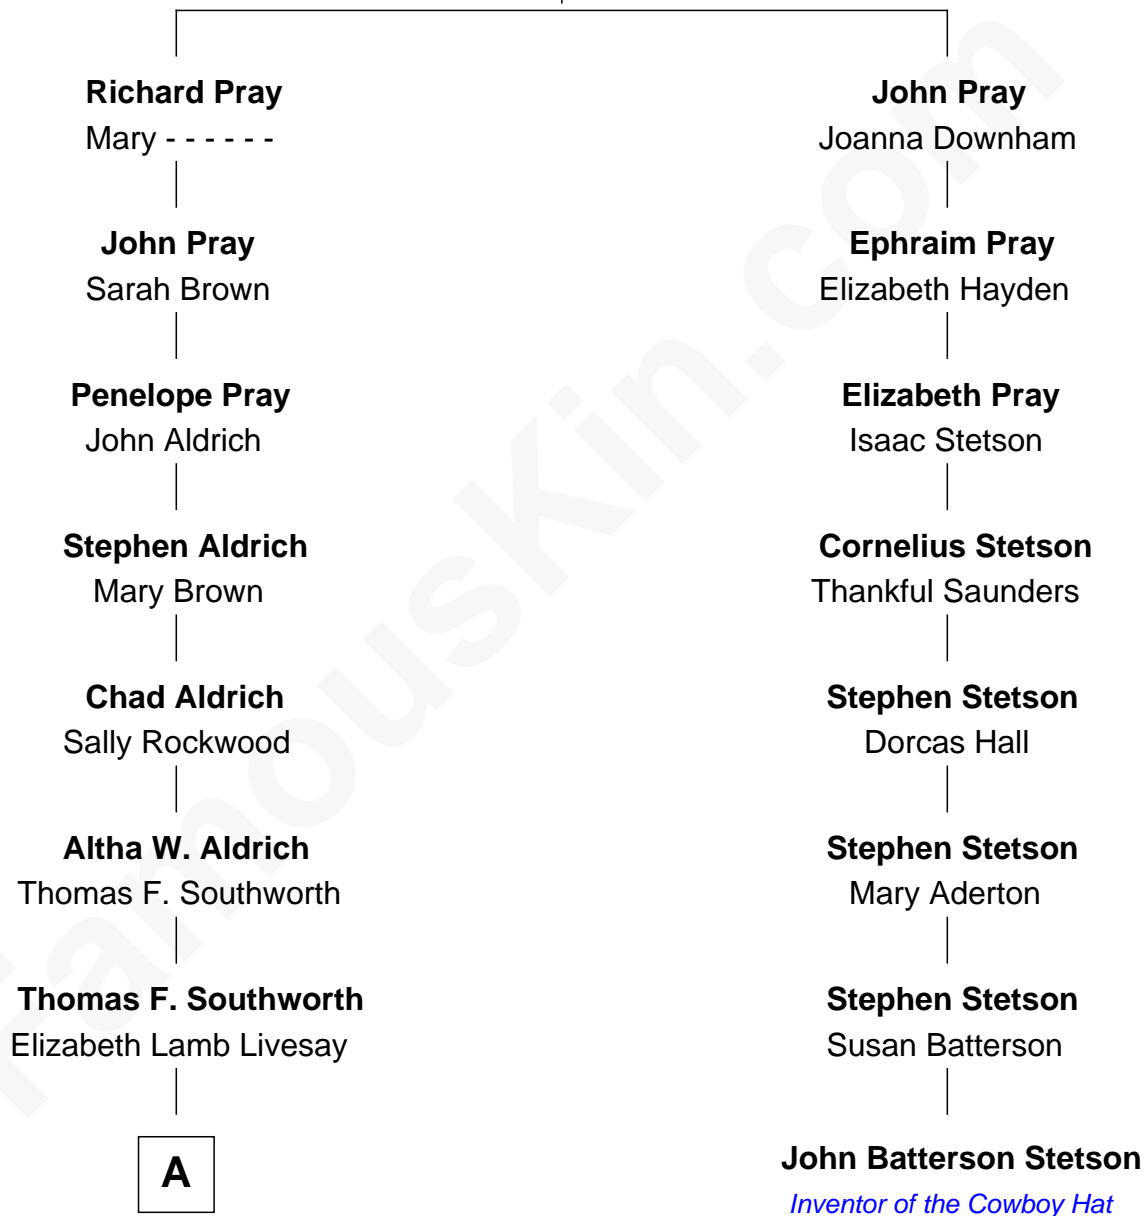 Richard Pray
Mary - - - - - -
John Pray
Sarah Brown
Penelope Pray
John Aldrich
Stephen Aldrich
Mary Brown
Chad Aldrich
Sally Rockwood
Altha W. Aldrich
Thomas F. Southworth
Thomas F. Southworth
Elizabeth Lamb Livesay
A
John Pray
Joanna Downham
Ephraim Pray
Elizabeth Hayden
Elizabeth Pray
Isaac Stetson
Cornelius Stetson
Thankful Saunders
Stephen Stetson
Dorcas Hall
Stephen Stetson
Mary Aderton
Stephen Stetson
Susan Batterson
John Batterson Stetson
Inventor of the Cowboy Hat
FamousKin.com